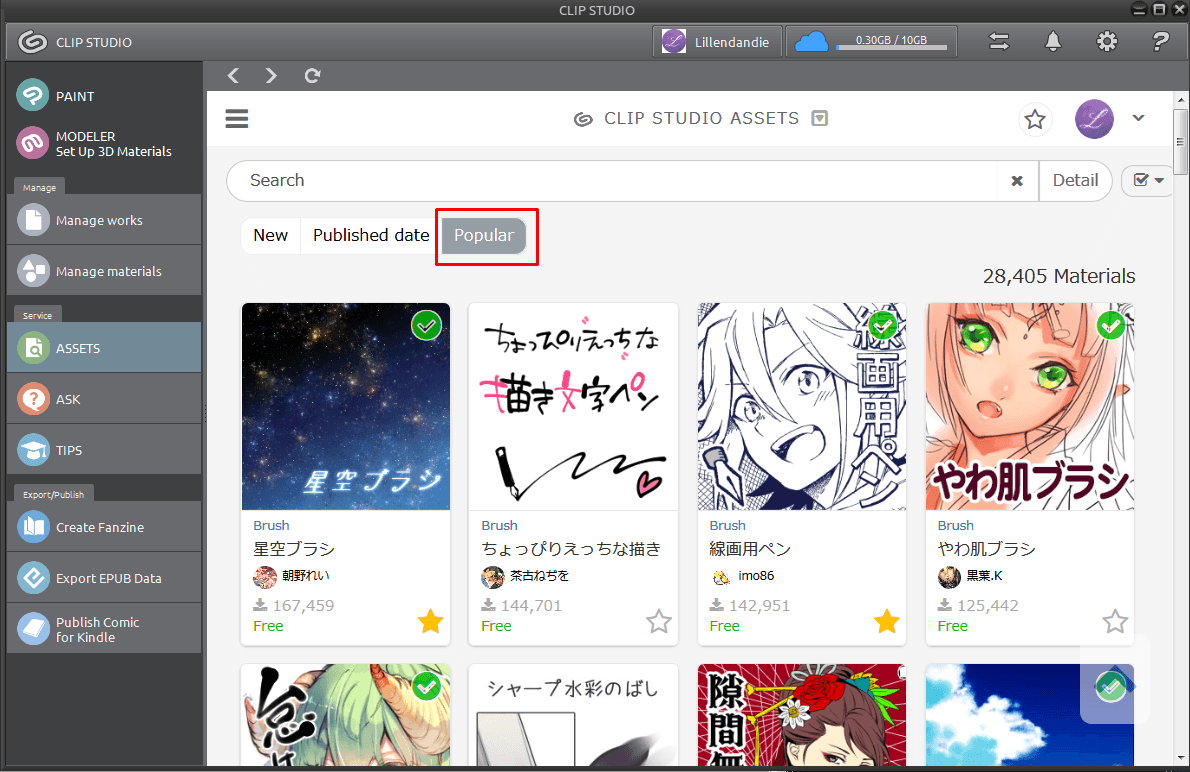 CLIP STUDIO
CLIP STUDIO
Lillendandie
0.30GB / 10GB
PAINT
MODELER
Set Up 3D Materials
Manage
Manage works
Manage materials
Service
ASSETS
ASK
TIPS
Export/Publish
Create Fanzine
Export EPUB Data
Publish Comic
for Kindle
CLIP STUDIO ASSETS
Search
Detail
New
Published date
Popular
28,405 Materials
星空ブラシ
Brush
星空ブラシ
朝野れい
167,459
Free
ちょっぴりえっちな
描き文字ペン
Brush
ちょっぴりえっちな描き
茶古ねぢを
144,701
Free
線画用ペン
Brush
線画用ペン
imo86
142,951
Free
やわ肌ブラシ
Brush
やわ肌ブラシ
黒葉.K
125,442
Free
シャープ水彩のばし
隙間無